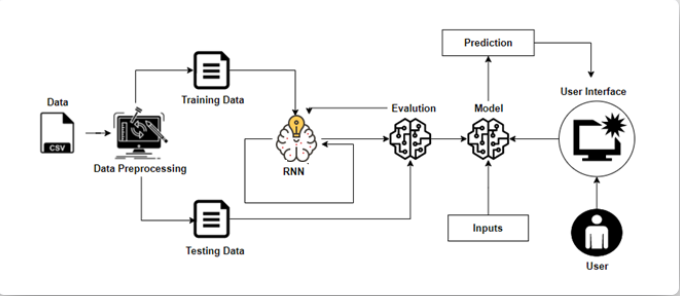 Prediction
Data
Training Data
Evalution
Model
User Interface
CSV
Data Preprocessing
RNN
Inputs
Testing Data
User